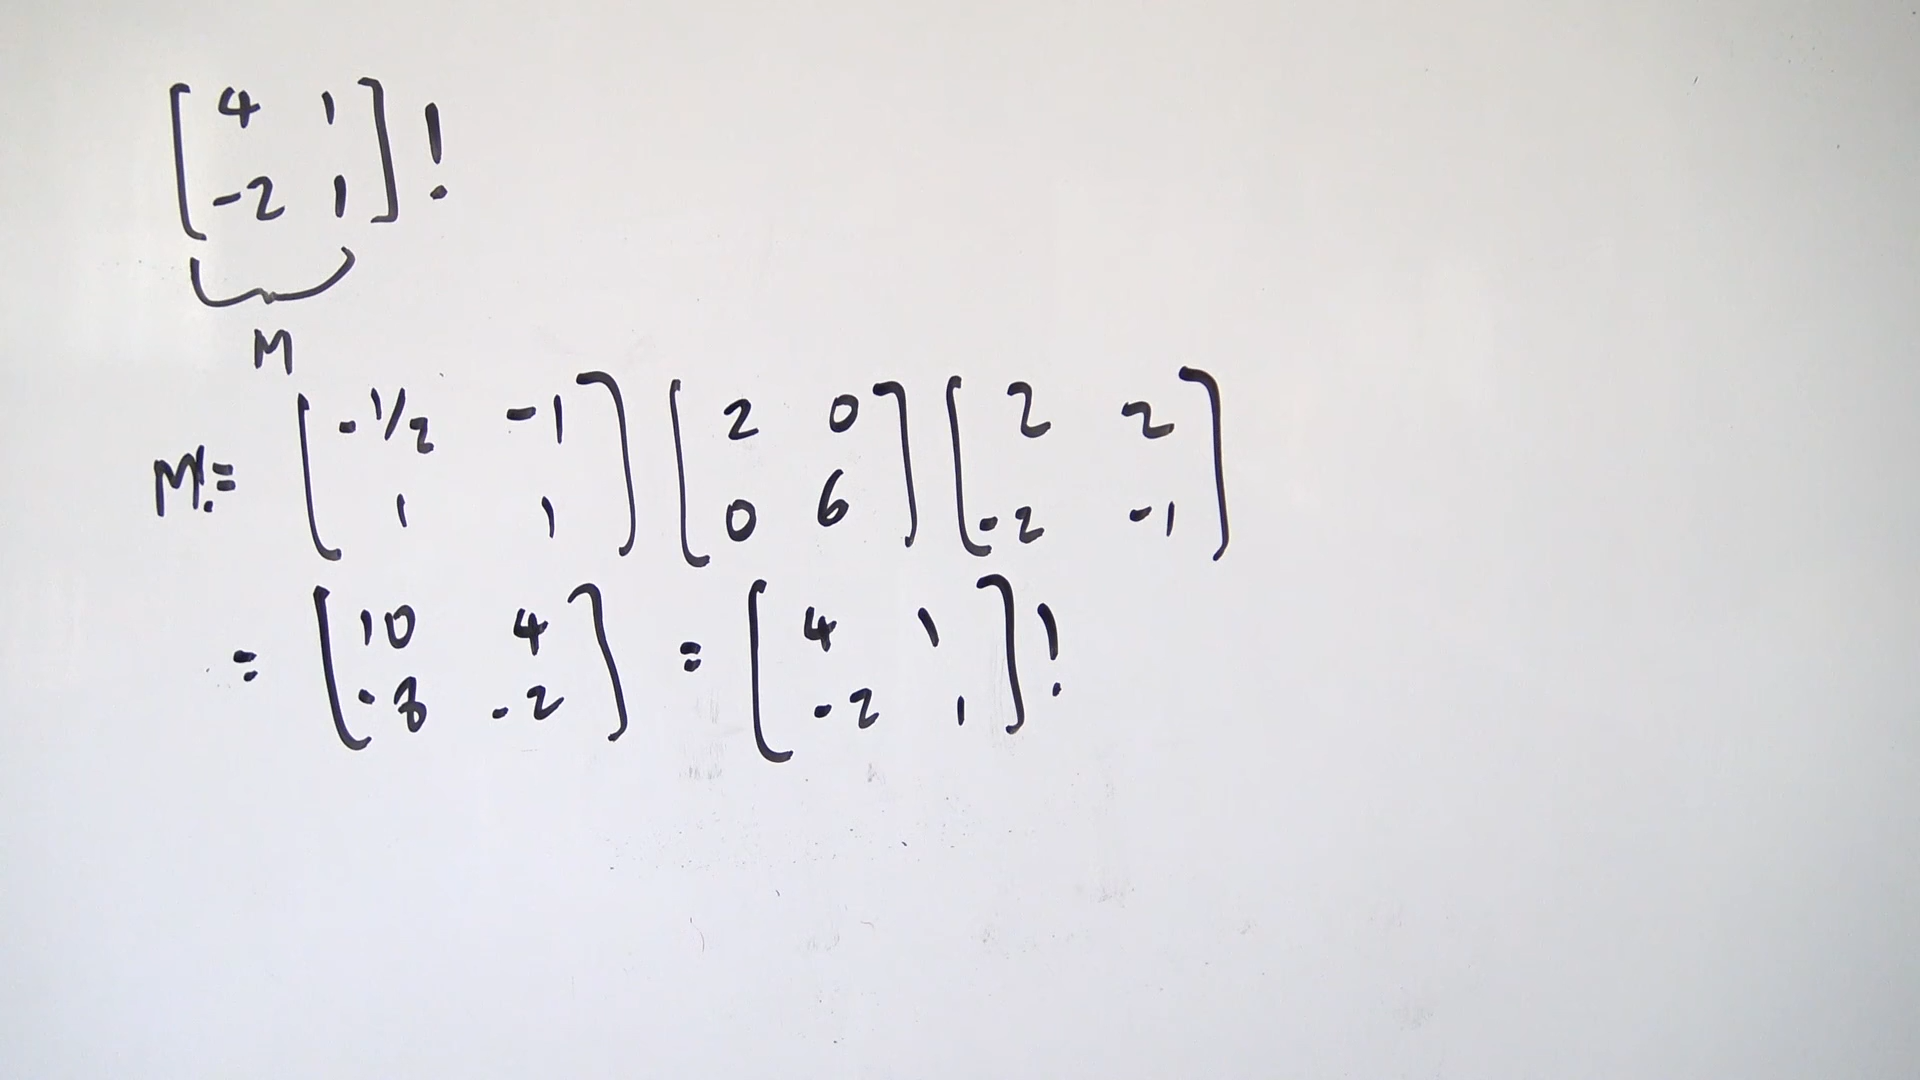 [4 1
-2 1]!
M
M! = [-1/2 -1 1 1] [2 0 0 6] [2 2 -2 -1]
= [10 4 -8 -2] = [4 1 -2 1]!